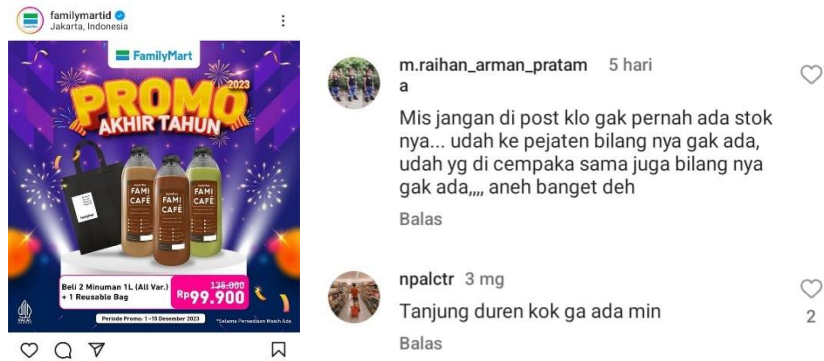 familymartid
Jakarta, Indonesia
FamilyMart
PROMO
2023
AKHIR TAHUN
FamilyMart
FAMI
CAFÉ
FAMI
CAFÉ
FAMI
CAFÉ
Beli 2 Minuman 1L (All Var.)
+ 1 Reusable Bag
135.000
Rp99.900
Periode Promo: 1 - 15 Desember 2023
*Selama Persediaan Masih Ada
HALAL
m.raihan_arman_pratam
a
5 hari
Mis jangan di post klo gak pernah ada stok
nya... udah ke pejaten bilang nya gak ada,
udah yg di cempaka sama juga bilang nya
gak ada,,,, aneh banget deh
Balas
npalctr 3 mg
Tanjung duren kok ga ada min
2
Balas